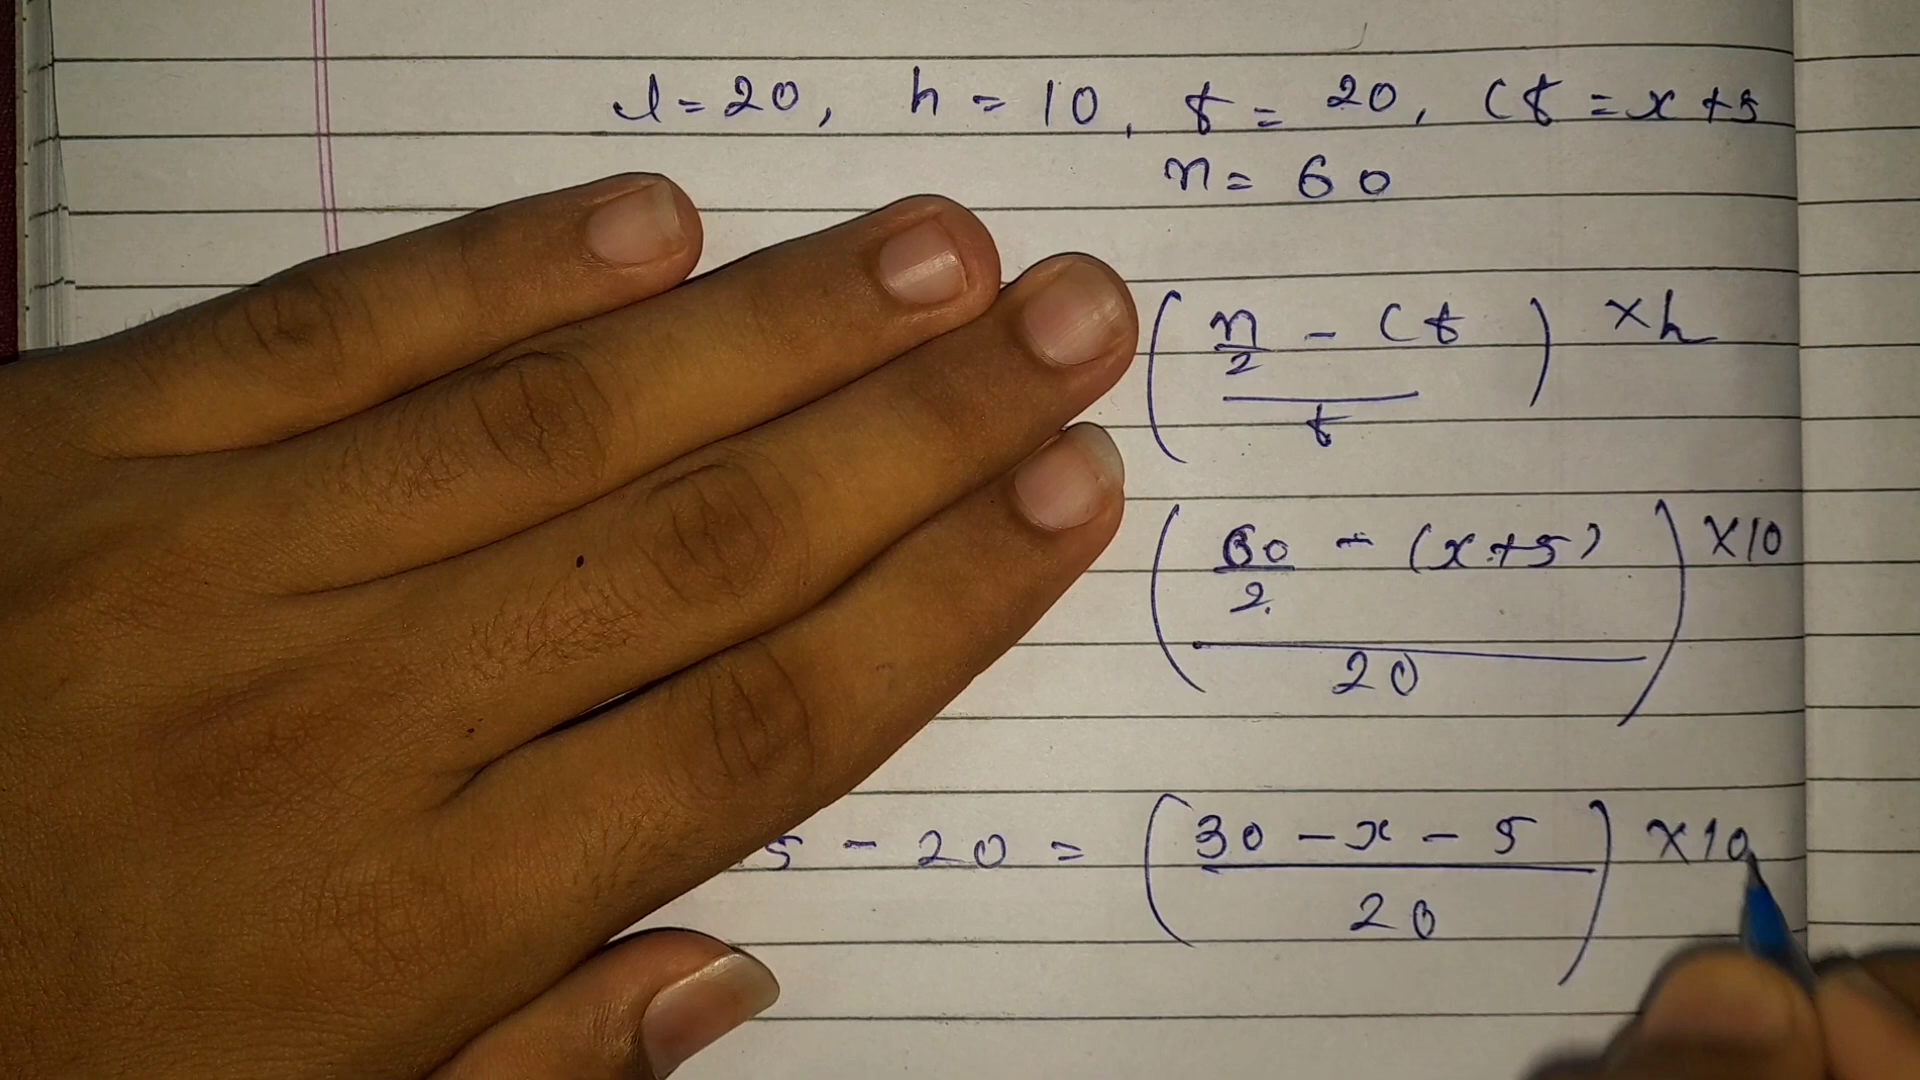 l = 20, h = 10, f = 20, cf = x + 5
n = 60
( n/2 - cf / f ) × h
( 60/2 - (x + 5) / 20 ) × 10
5 - 20 = ( 30 - x - 5 / 20 ) × 10